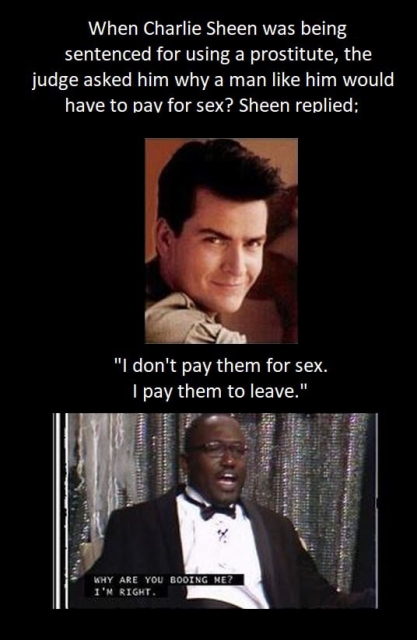 When Charlie Sheen was being
sentenced for using a prostitute, the
judge asked him why a man like him would
have to pay for sex? Sheen replied;
"I don't pay them for sex.
I pay them to leave."
WHY ARE YOU BOOING ME?
I'M RIGHT.